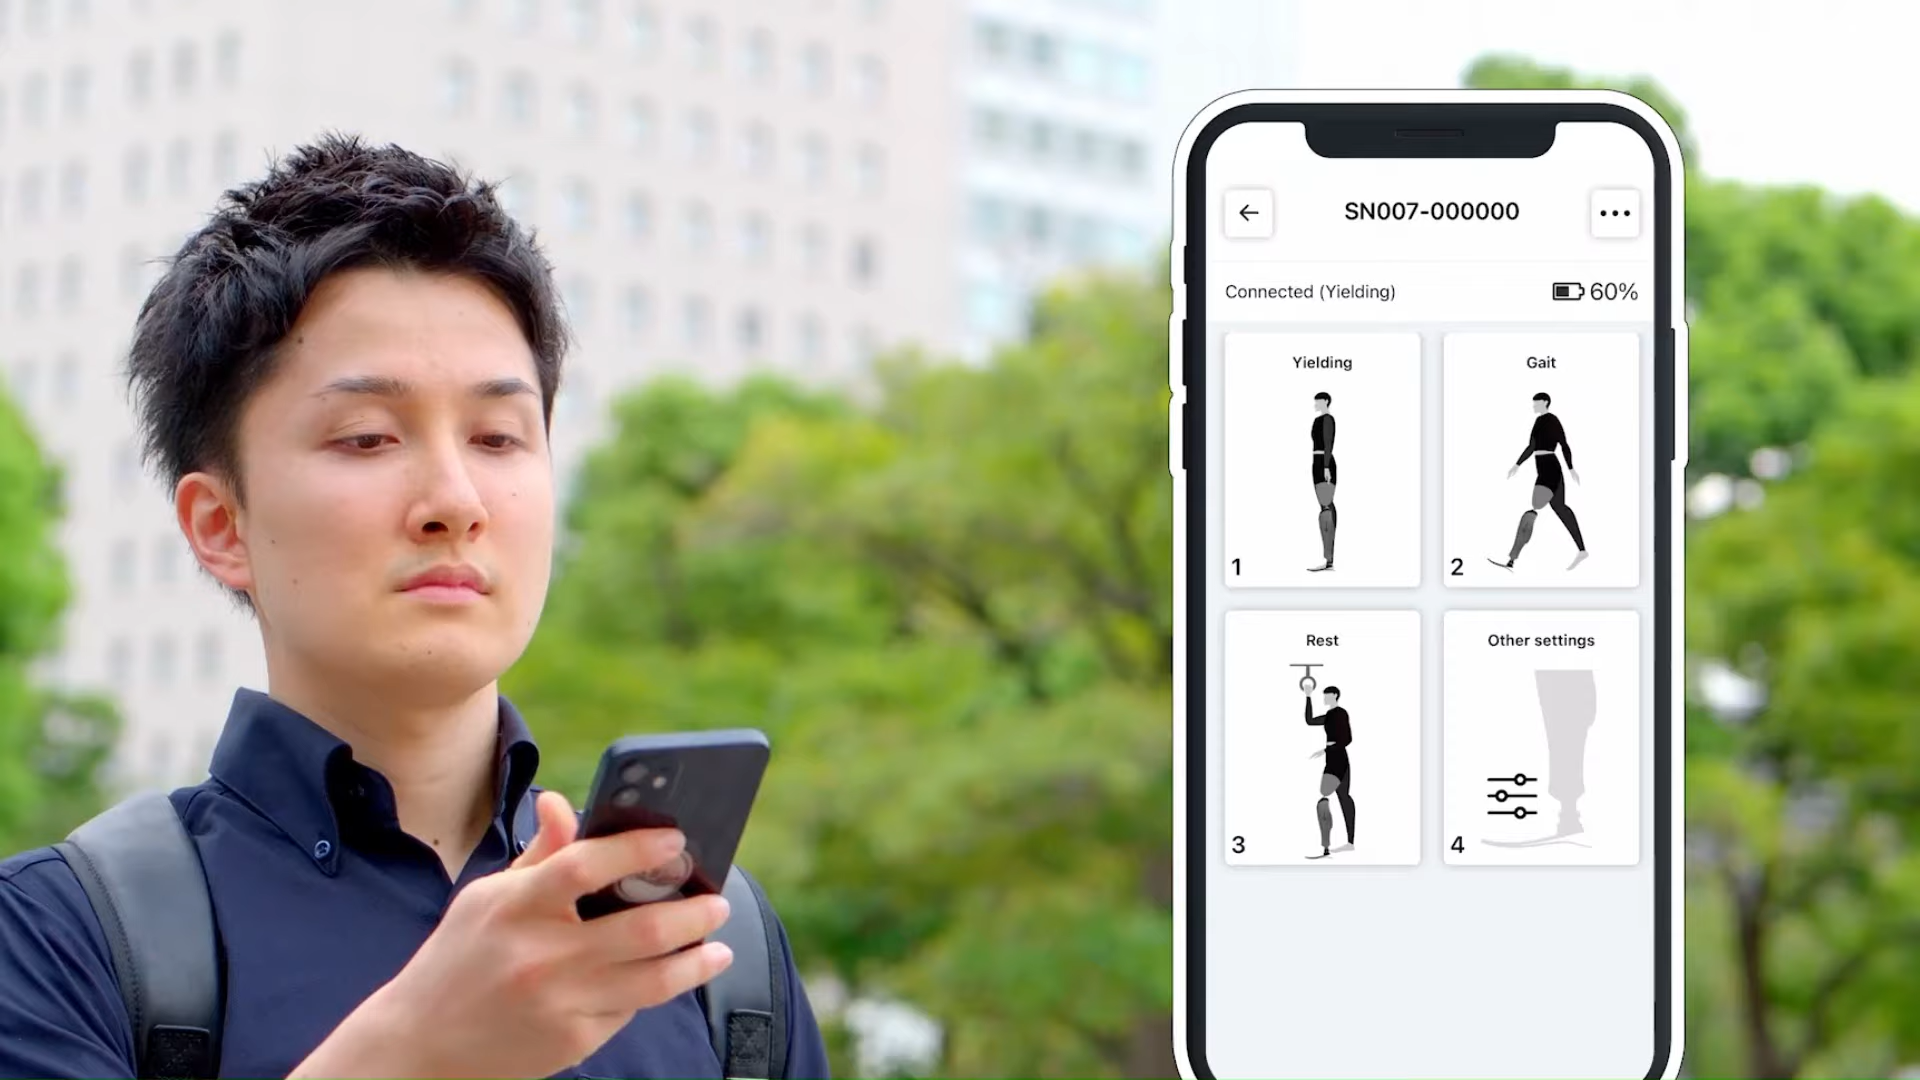 SN007-000000
Connected (Yielding)
60%
Yielding
Gait
1
2
Rest
Other settings
3
4